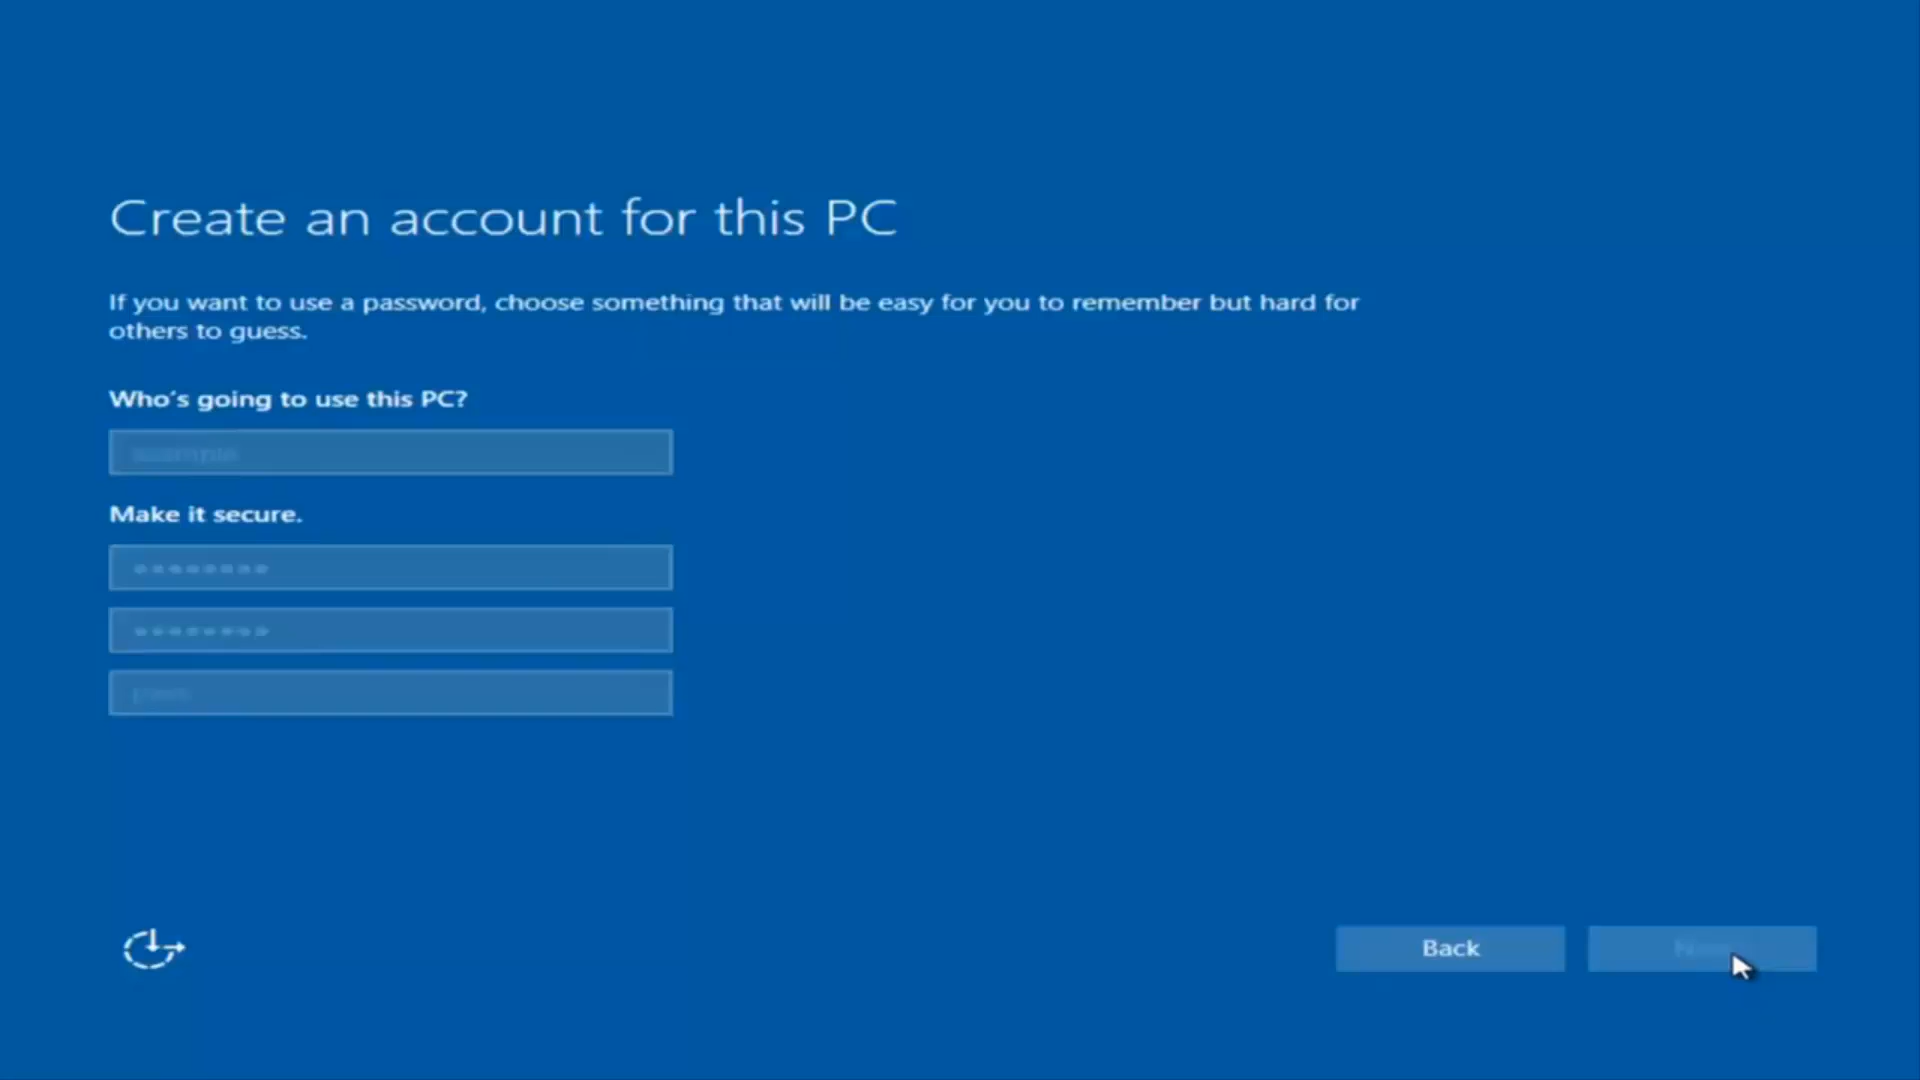 Create an account for this PC
If you want to use a password, choose something that will be easy for you to remember but hard for
others to guess.
Who's going to use this PC?
example
Make it secure.
●●●●●●●●
●●●●●●●●
Back